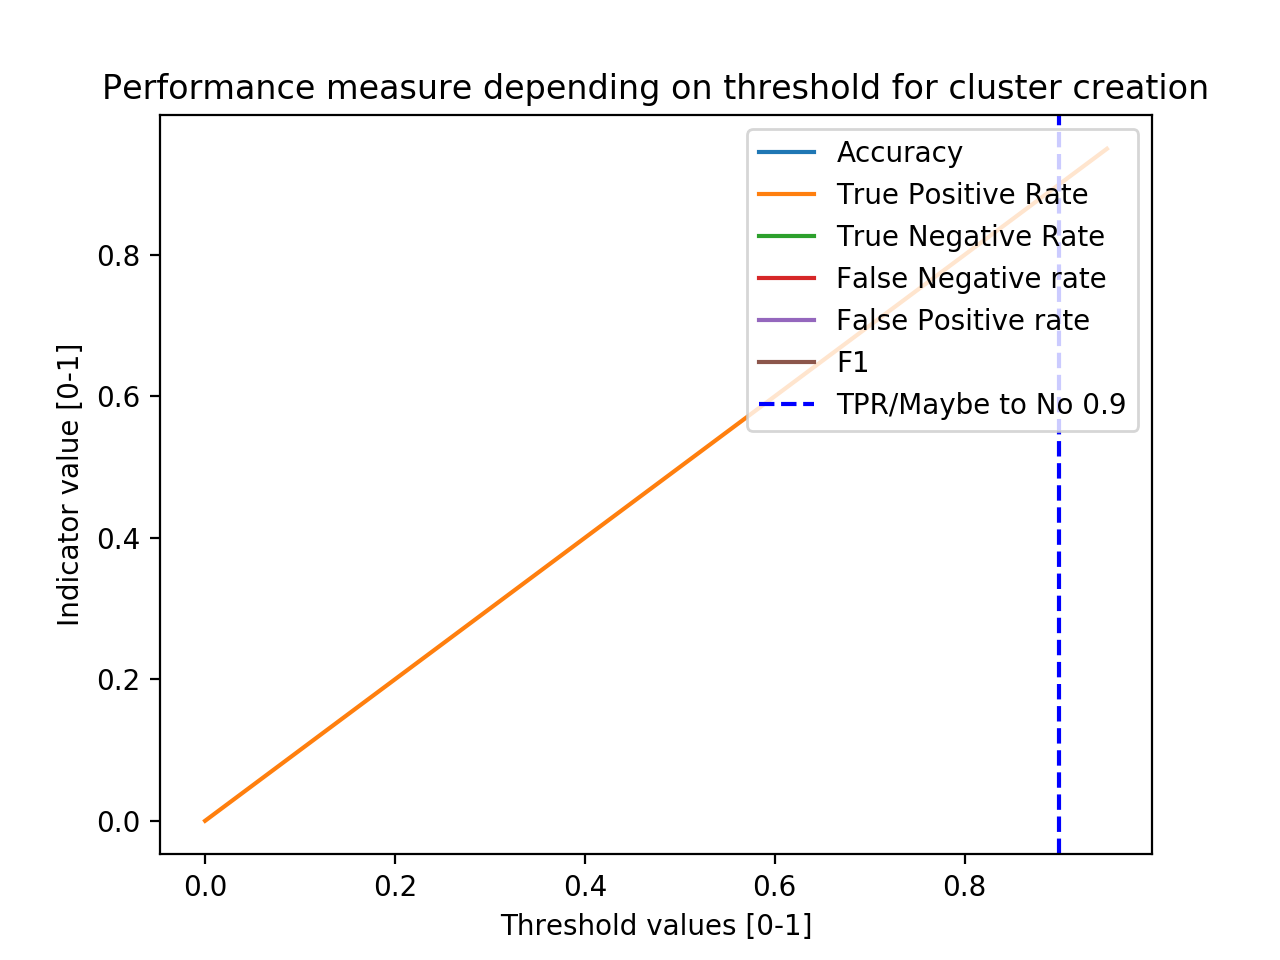 Performance measure depending on threshold for cluster creation
Accuracy
True Positive Rate
True Negative Rate
False Negative rate
False Positive rate
F1
TPR/Maybe to No 0.9
Indicator value [0-1]
0.8
0.6
0.4
0.2
0.0
0.0 0.2 0.4 0.6 0.8
Threshold values [0-1]